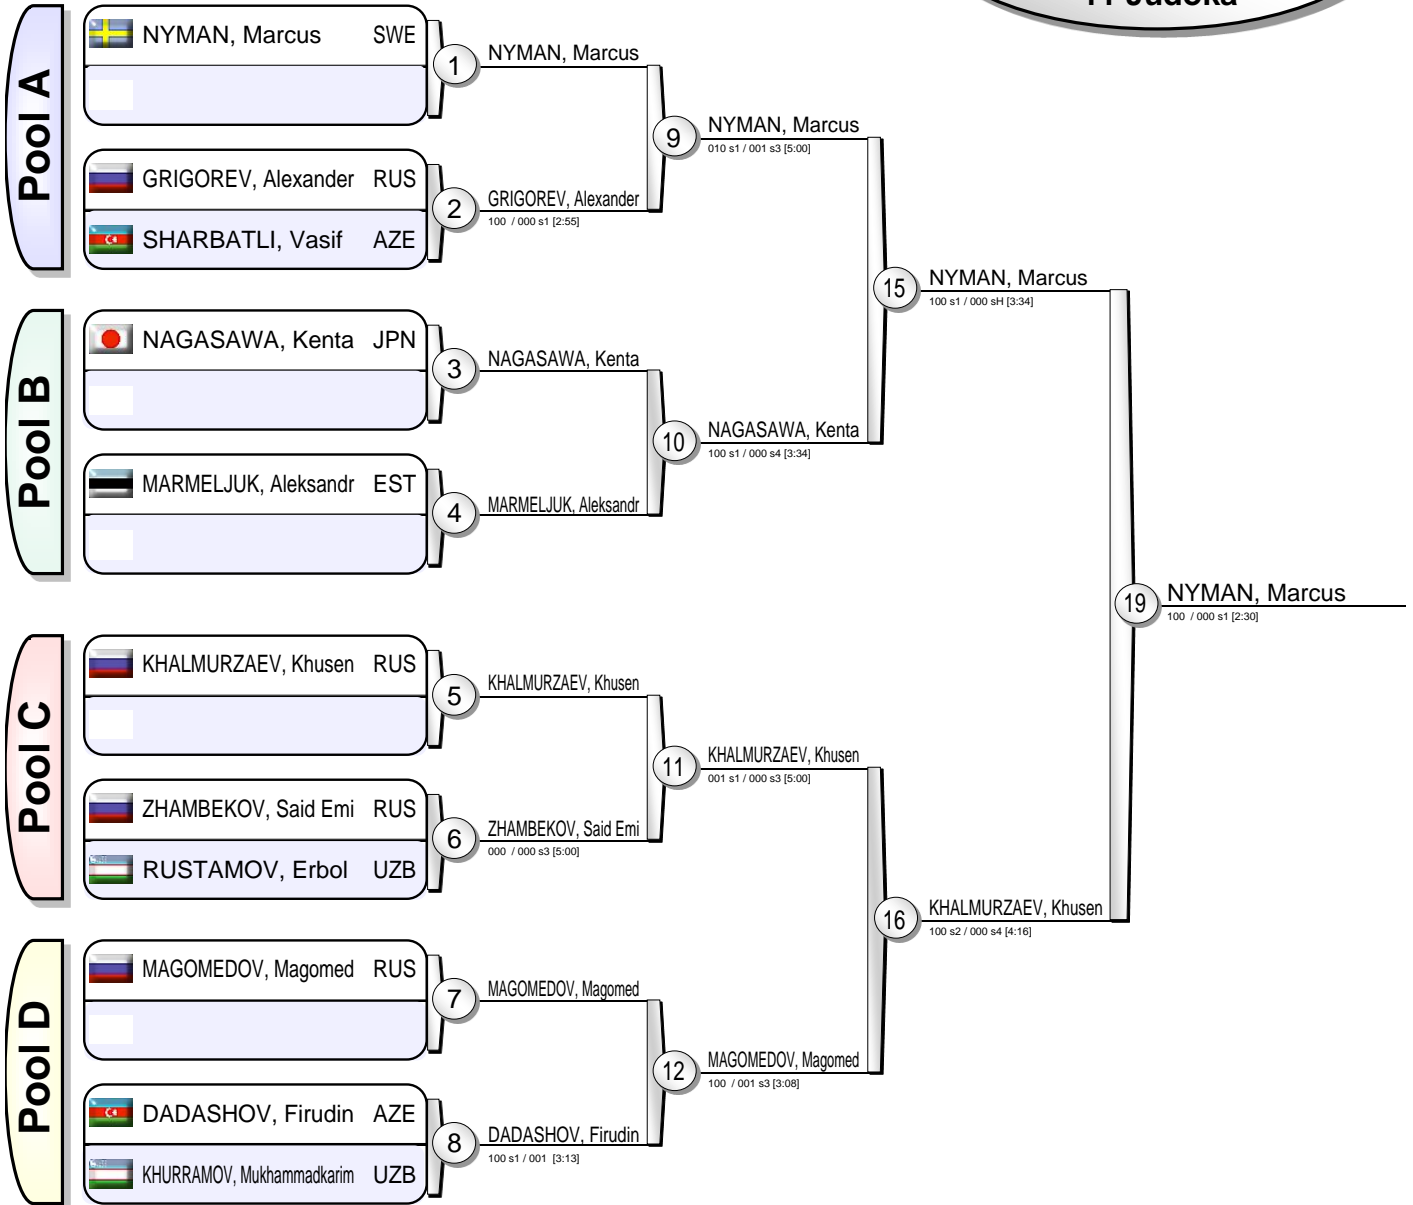 11 Judoka
Pool A
NYMAN, Marcus SWE
1
NYMAN, Marcus
GRIGOREV, Alexander RUS
SHARBATLI, Vasif AZE
2
GRIGOREV, Alexander
100 / 000 s1 [2:55]
9
NYMAN, Marcus
010 s1 / 001 s3 [5:00]
Pool B
NAGASAWA, Kenta JPN
3
NAGASAWA, Kenta
MARMELJUK, Aleksandr EST
4
MARMELJUK, Aleksandr
10
NAGASAWA, Kenta
100 s1 / 000 s4 [3:34]
15
NYMAN, Marcus
100 s1 / 000 sH [3:34]
Pool C
KHALMURZAEV, Khusen RUS
5
KHALMURZAEV, Khusen
ZHAMBEKOV, Said Emi RUS
RUSTAMOV, Erbol UZB
6
ZHAMBEKOV, Said Emi
000 / 000 s3 [5:00]
11
KHALMURZAEV, Khusen
001 s1 / 000 s3 [5:00]
Pool D
MAGOMEDOV, Magomed RUS
7
MAGOMEDOV, Magomed
DADASHOV, Firudin AZE
KHURRAMOV, Mukhammadkarim UZB
8
DADASHOV, Firudin
100 s1 / 001 [3:13]
12
MAGOMEDOV, Magomed
100 / 001 s3 [3:08]
16
KHALMURZAEV, Khusen
100 s2 / 000 s4 [4:16]
19
NYMAN, Marcus
100 / 000 s1 [2:30]